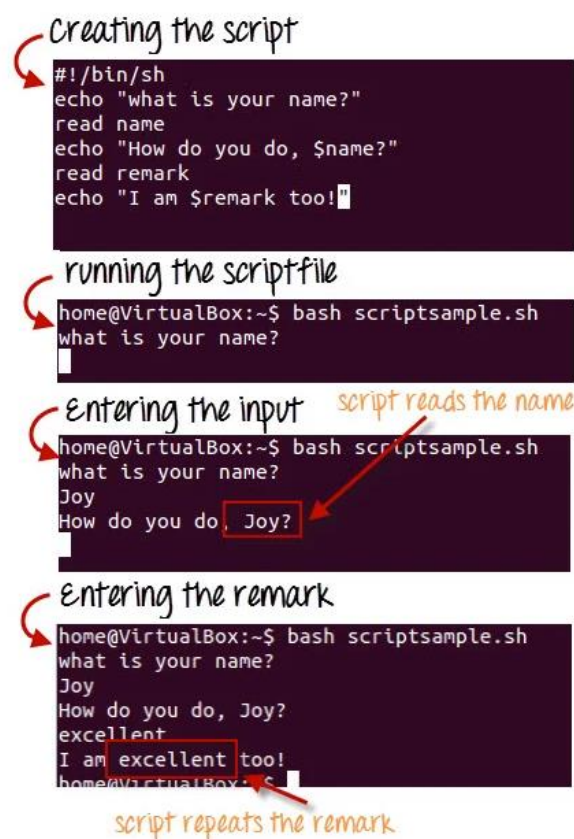 Creating the script
#!/bin/sh
echo "what is your name?"
read name
echo "How do you do, $name?"
read remark
echo "I am $remark too!"
running the scriptfile
home@VirtualBox:~$ bash scriptsample.sh
what is your name?
Entering the input
script reads the name
home@VirtualBox:~$ bash scriptsample.sh
what is your name?
Joy
How do you do, Joy?
Entering the remark
home@VirtualBox:~$ bash scriptsample.sh
what is your name?
Joy
How do you do, Joy?
excellent
I am excellent too!
home@VirtualBox:~$
script repeats the remark